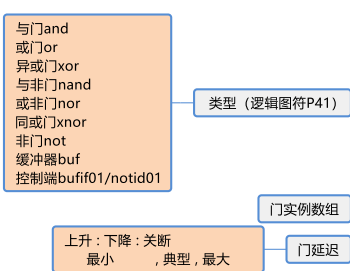 与门and
或门or
异或门xor
与非门nand
或非门nor
同或门xnor
非门not
缓冲器buf
控制端bufif01/notid01
类型（逻辑图符P41）
门实例数组
上升 : 下降 : 关断
最小 , 典型 , 最大
门延迟